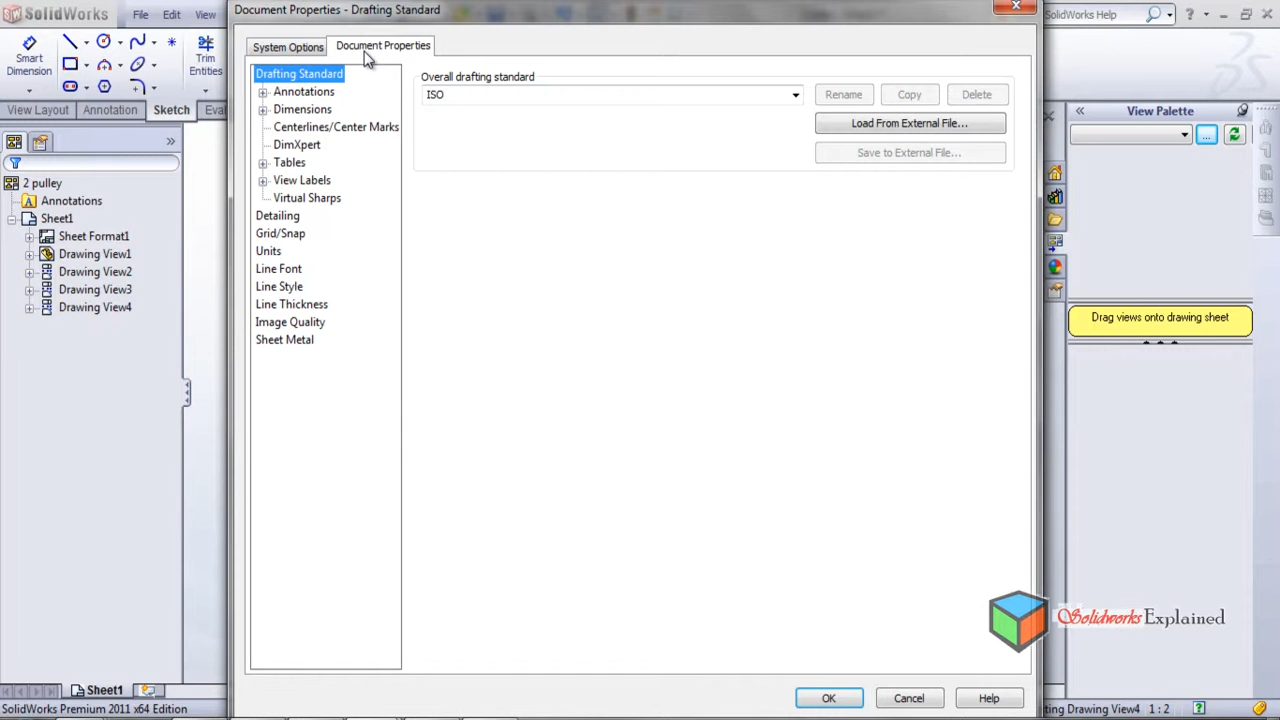 SolidWorks
File
Edit
View
Document Properties - Drafting Standard
SolidWorks Help
Smart
Dimension
Trim
Entities
View Layout
Annotation
Sketch
System Options
Document Properties
View Palette
Drafting Standard
Annotations
Dimensions
Centerlines/Center Marks
DimXpert
Tables
View Labels
Virtual Sharps
Detailing
Grid/Snap
Units
Line Font
Line Style
Line Thickness
Image Quality
Sheet Metal
Overall drafting standard
ISO
Rename
Copy
Delete
Load From External File...
Save to External File...
2 pulley
Annotations
Sheet1
Sheet Format1
Drawing View1
Drawing View2
Drawing View3
Drawing View4
...
Drag views onto drawing sheet
Solidworks Explained
Sheet1
OK
Cancel
Help
SolidWorks Premium 2011 x64 Edition
Drawing View4
1 : 2